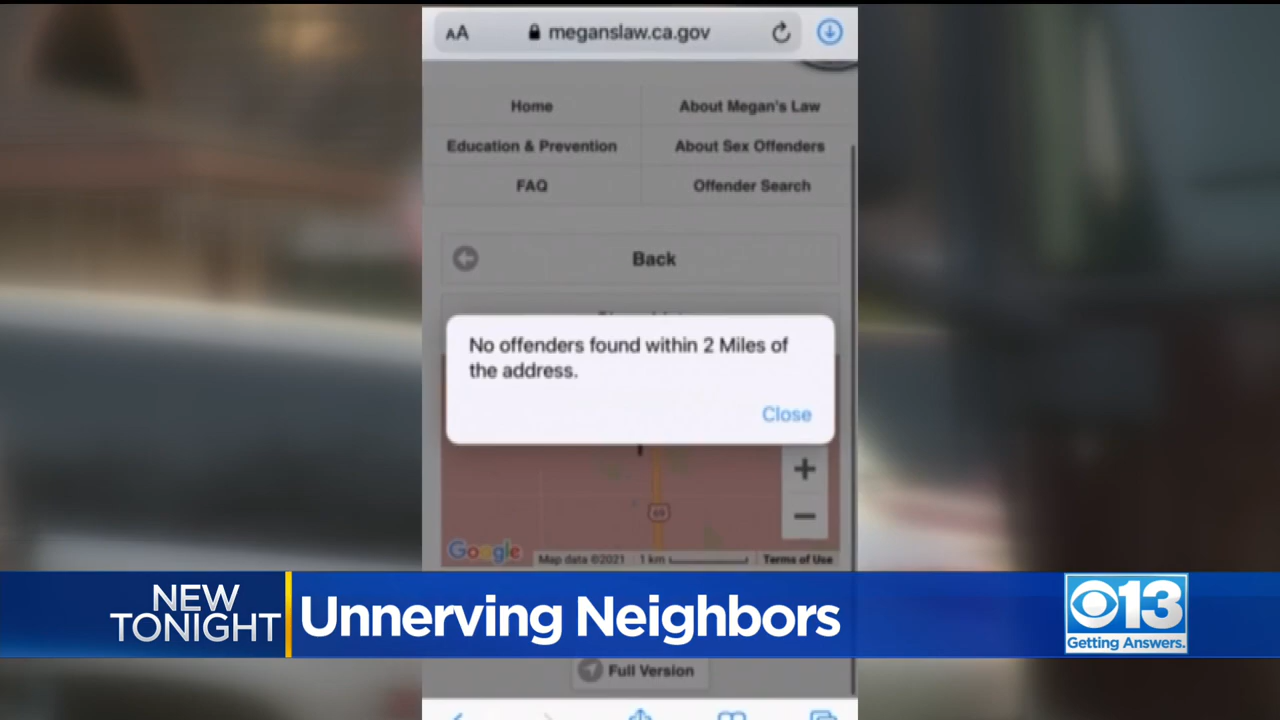 AA meganslaw.ca.gov
Home About Megan's Law
Education & Prevention About Sex Offenders
FAQ Offender Search
Back
No offenders found within 2 Miles of
the address.
Close
+
−
Google Map data ©2021 1 km Terms of Use
NEW
TONIGHT
Unnerving Neighbors
13
Getting Answers.
Full Version